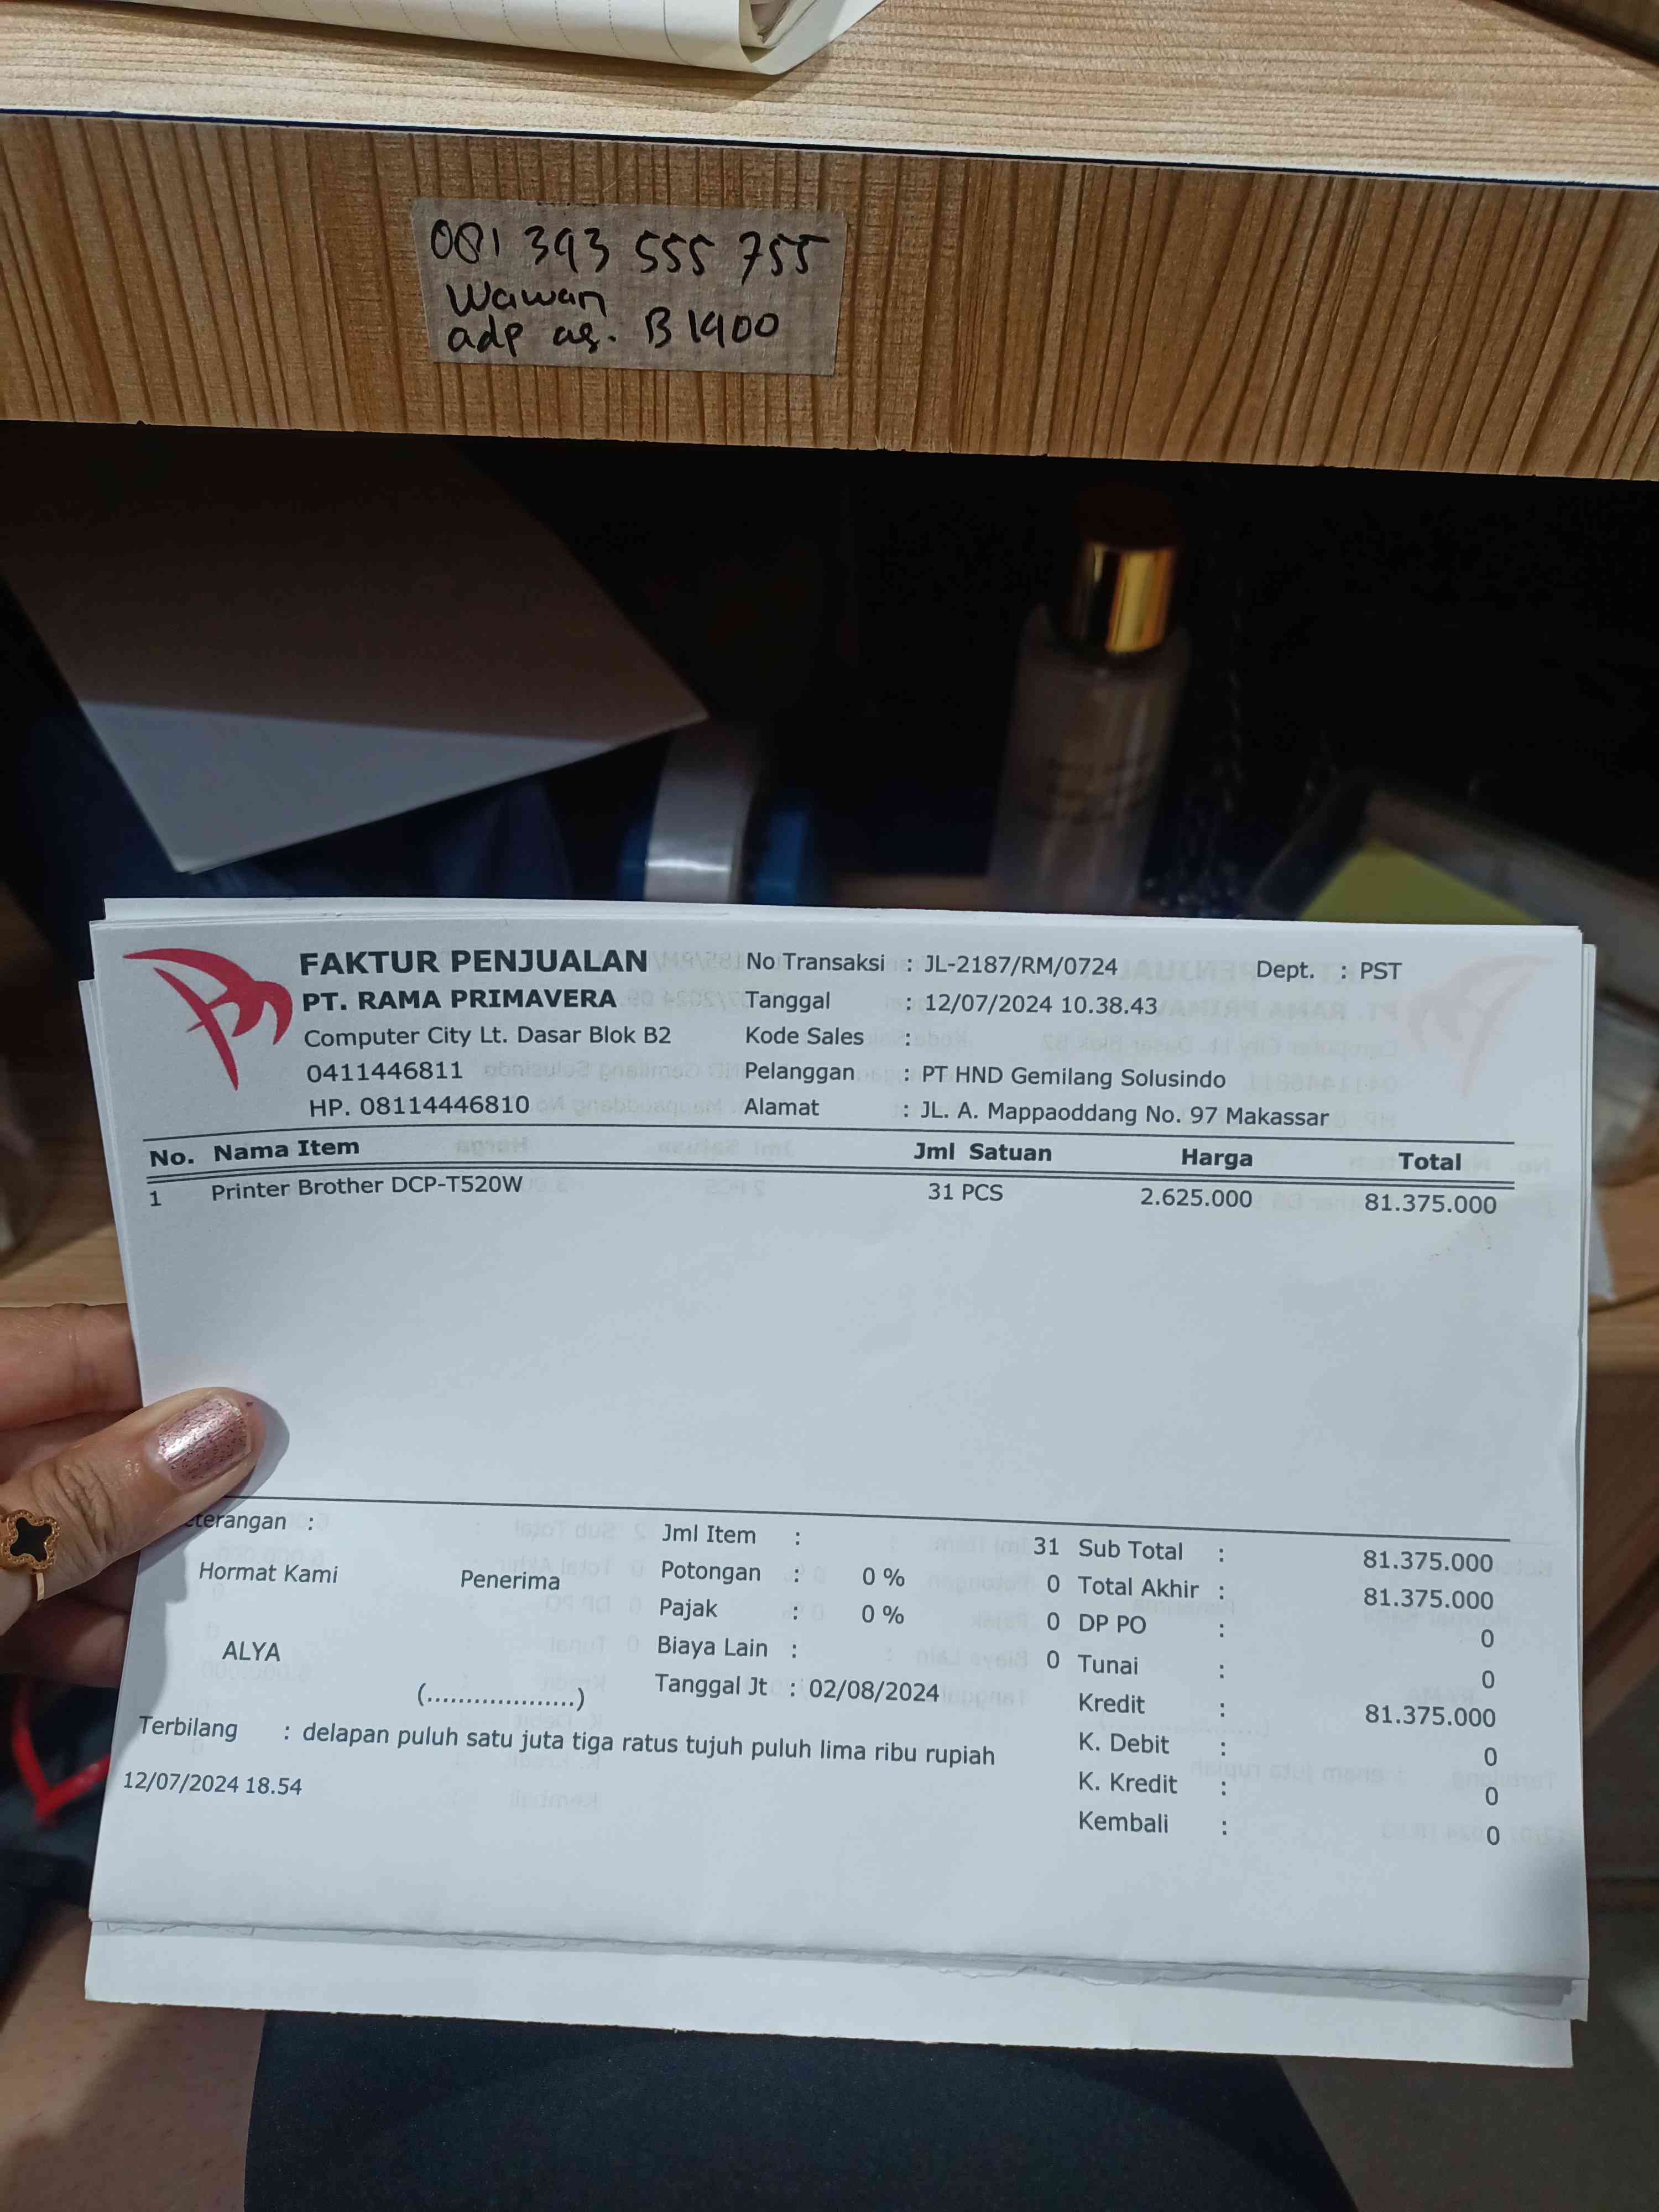 081 393 555 755
Wawan
adp as. B 1900
FAKTUR PENJUALAN
PT. RAMA PRIMAVERA
Computer City Lt. Dasar Blok B2
0411446811
HP. 08114446810
No Transaksi : JL-2187/RM/0724 Dept. : PST
Tanggal : 12/07/2024 10.38.43
Kode Sales :
Pelanggan : PT HND Gemilang Solusindo
Alamat : JL. A. Mappaoddang No. 97 Makassar
No. Nama Item Jml Satuan Harga Total
1 Printer Brother DCP-T520W 31 PCS 2.625.000 81.375.000
eterangan :
Hormat Kami Penerima
ALYA
(...................)
Jml Item : 31
Potongan : 0 % 0
Pajak : 0 % 0
Biaya Lain : 0
Tanggal Jt : 02/08/2024
Sub Total : 81.375.000
Total Akhir : 81.375.000
DP PO : 0
Tunai : 0
Kredit : 81.375.000
K. Debit : 0
K. Kredit : 0
Kembali : 0
Terbilang : delapan puluh satu juta tiga ratus tujuh puluh lima ribu rupiah
12/07/2024 18.54